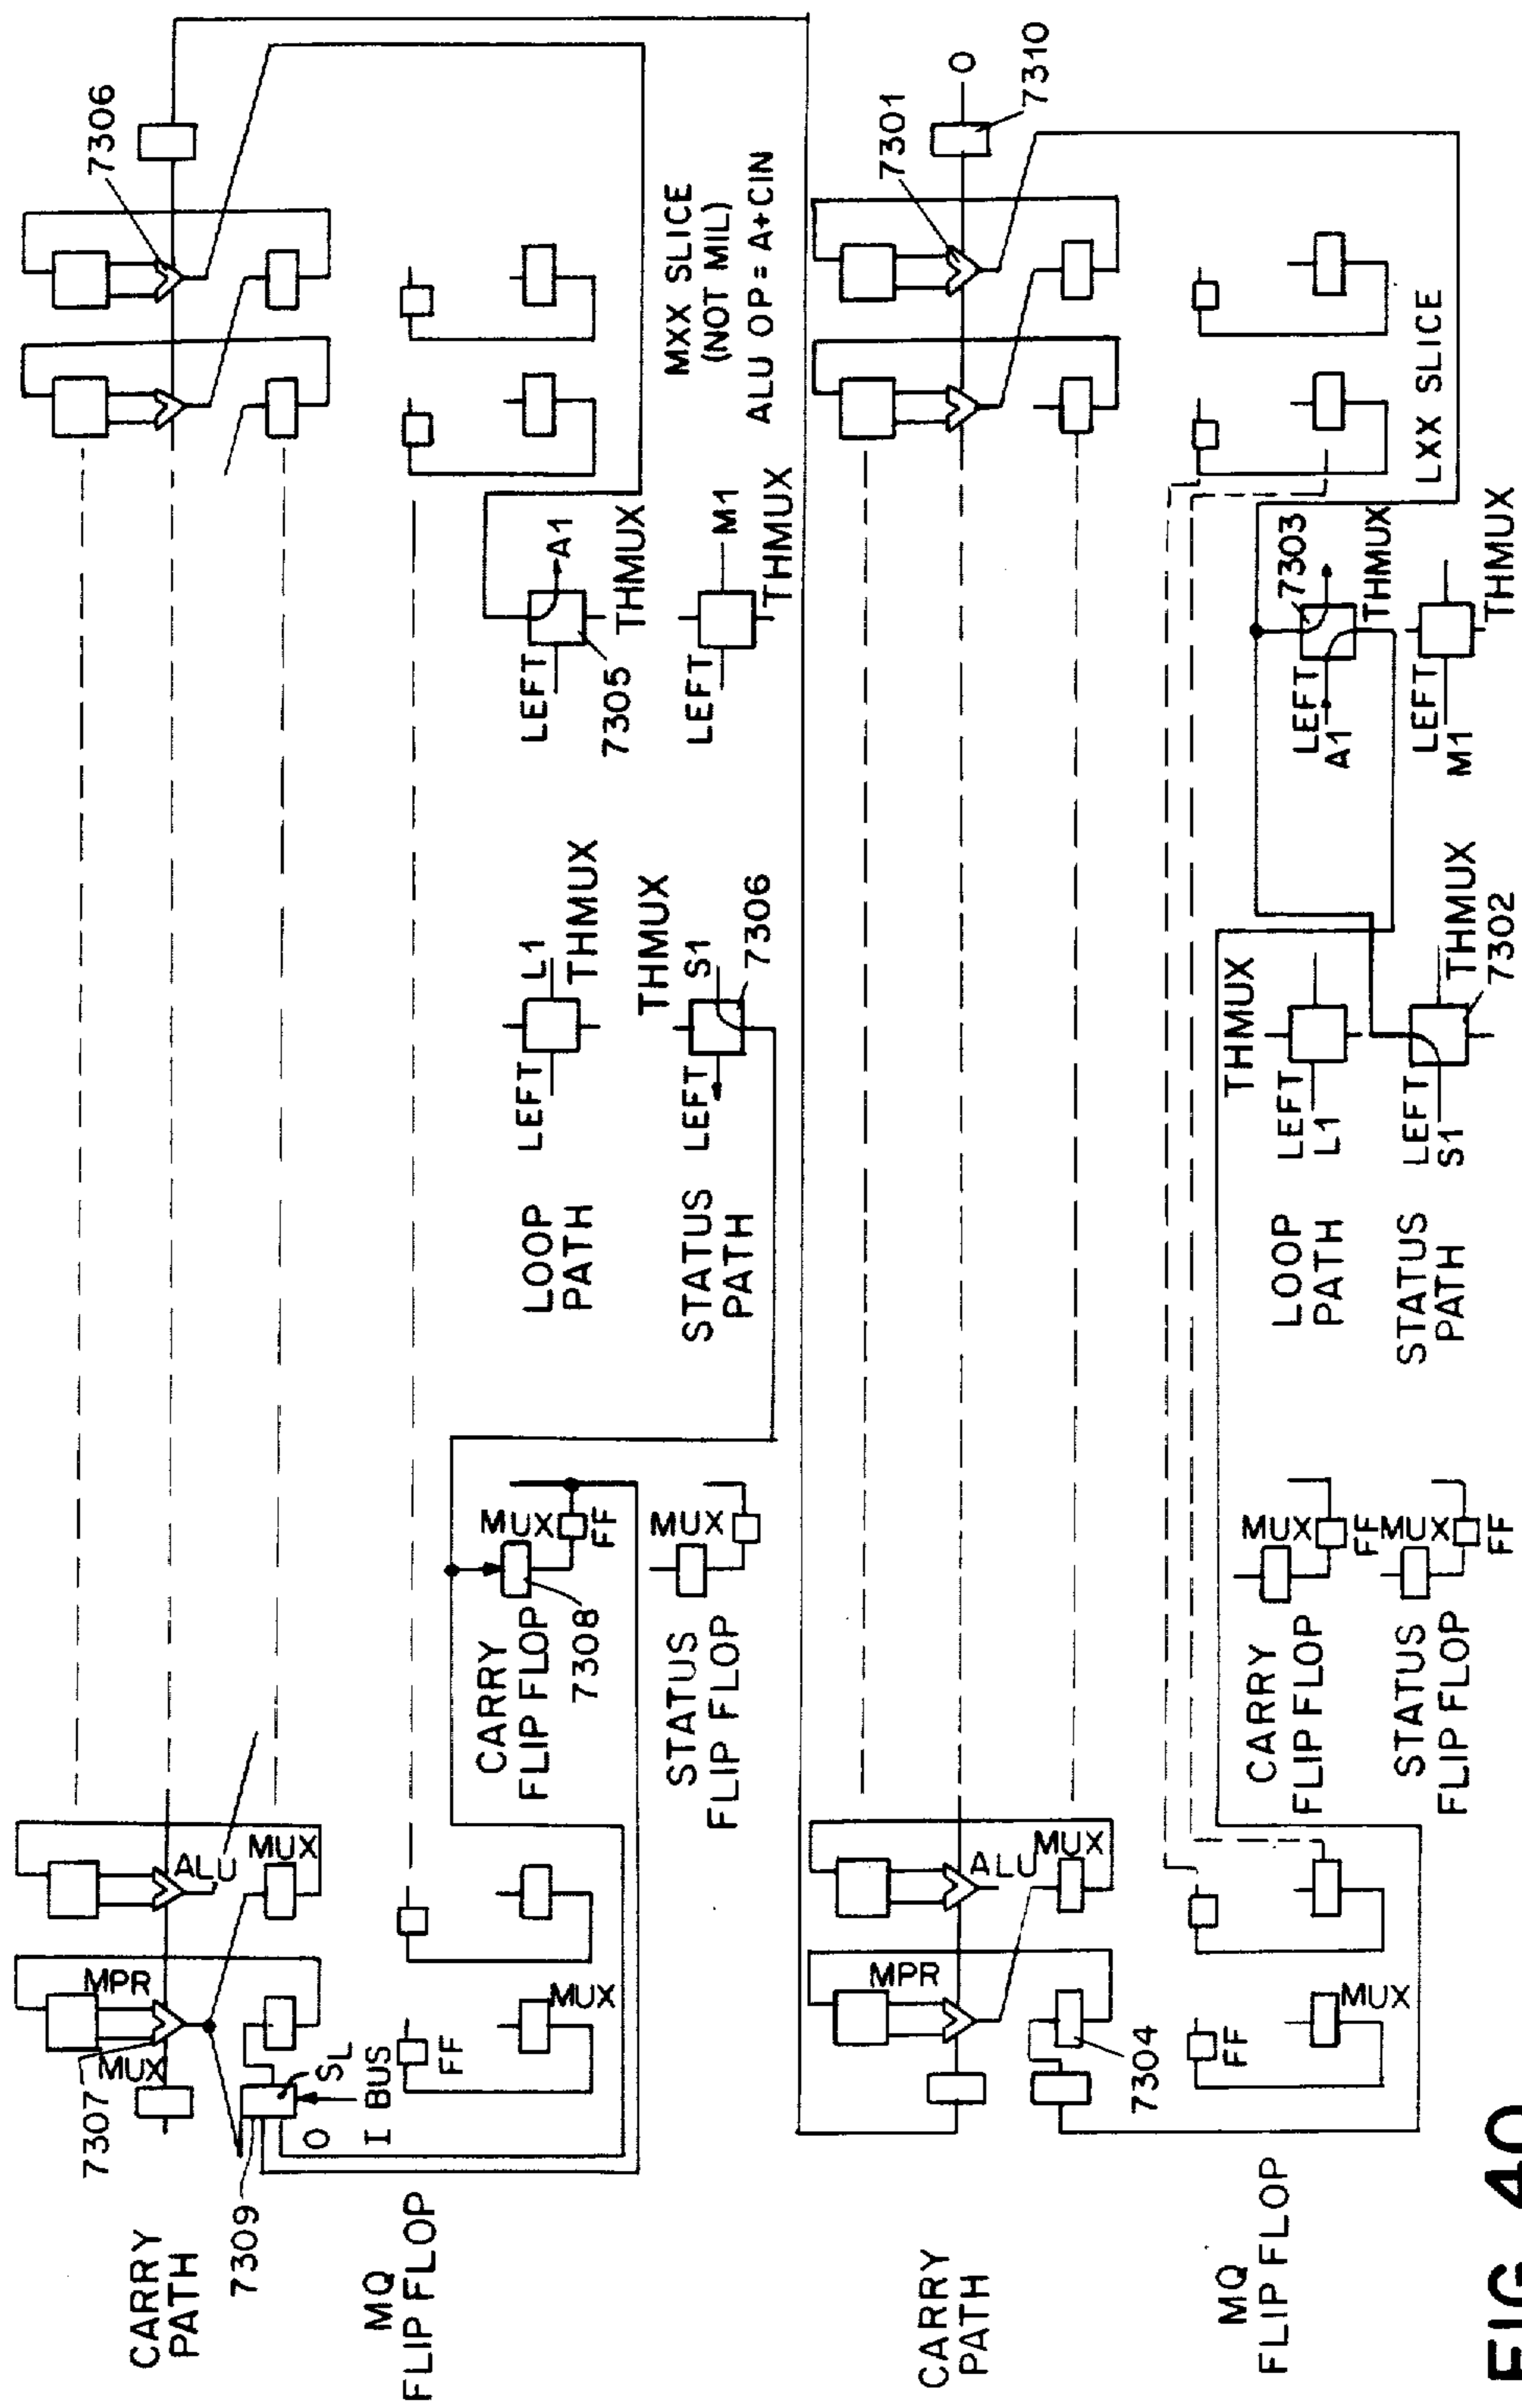 CARRY
PATH
7307
MPR
MUX
ALU
MUX
7306
7309
SL
O
I BUS
MQ
FLIP FLOP
FF
MUX
CARRY
FLIP FLOP
7308
MUX
FF
STATUS
FLIP FLOP
MUX
LOOP
PATH
LEFT
L1
THMUX
STATUS
PATH
LEFT
S1
THMUX
7306
LEFT
A1
THMUX
7305
LEFT
M1
THMUX
MXX SLICE
(NOT MIL)
ALU OP = A+CIN
CARRY
PATH
MPR
ALU
MUX
7304
7301
O
7310
MQ
FLIP FLOP
FF
MUX
CARRY
FLIP FLOP
MUX
FF
STATUS
FLIP FLOP
MUX
FF
LOOP
PATH
LEFT
L1
THMUX
STATUS
PATH
LEFT
S1
THMUX
7302
LEFT
A1
7303
THMUX
LEFT
M1
THMUX
LXX SLICE
FIG 40